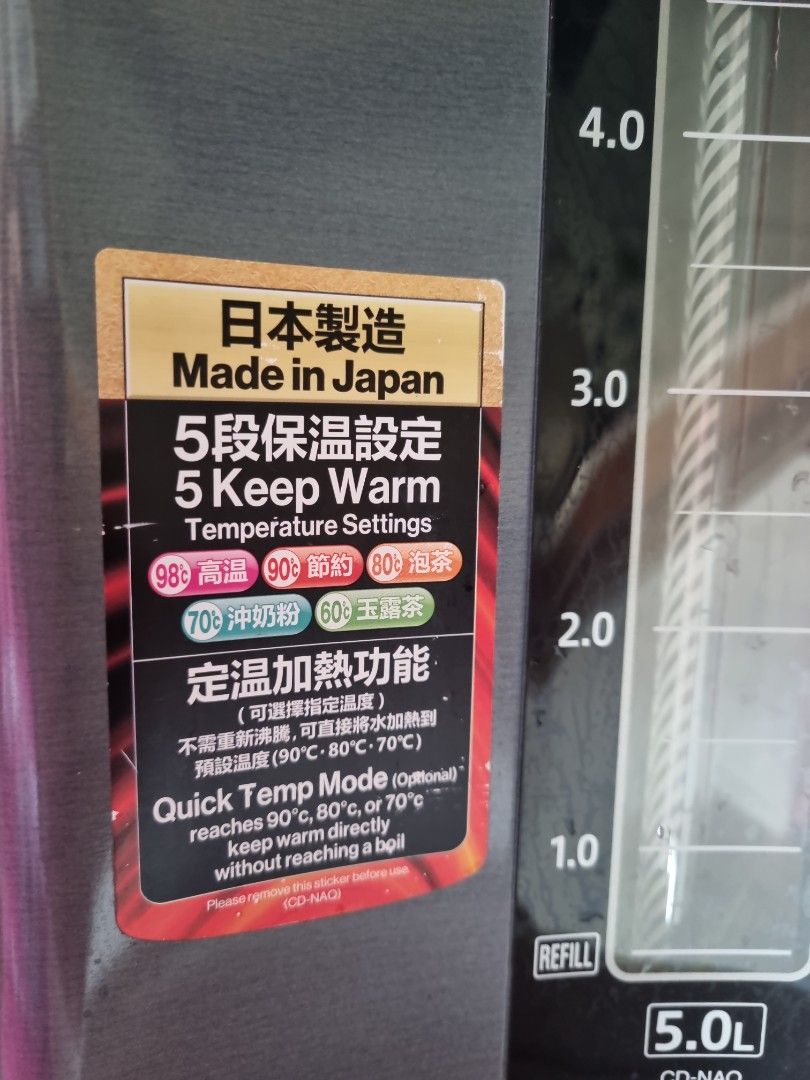 日本製造
Made in Japan
5段保温設定
5 Keep Warm
Temperature Settings
98℃ 高温 90℃ 節約 80℃ 泡茶
70℃ 沖奶粉 60℃ 玉露茶
定温加熱功能
(可選擇指定溫度)
不需重新沸騰,可直接將水加熱到
預設溫度(90℃·80℃·70℃)
Quick Temp Mode (Optional)
reaches 90℃, 80℃, or 70℃
keep warm directly
without reaching a boil
Please remove this sticker before use
(CD-NAQ)
4.0
3.0
2.0
1.0
REFILL
5.0L
CD-NAQ